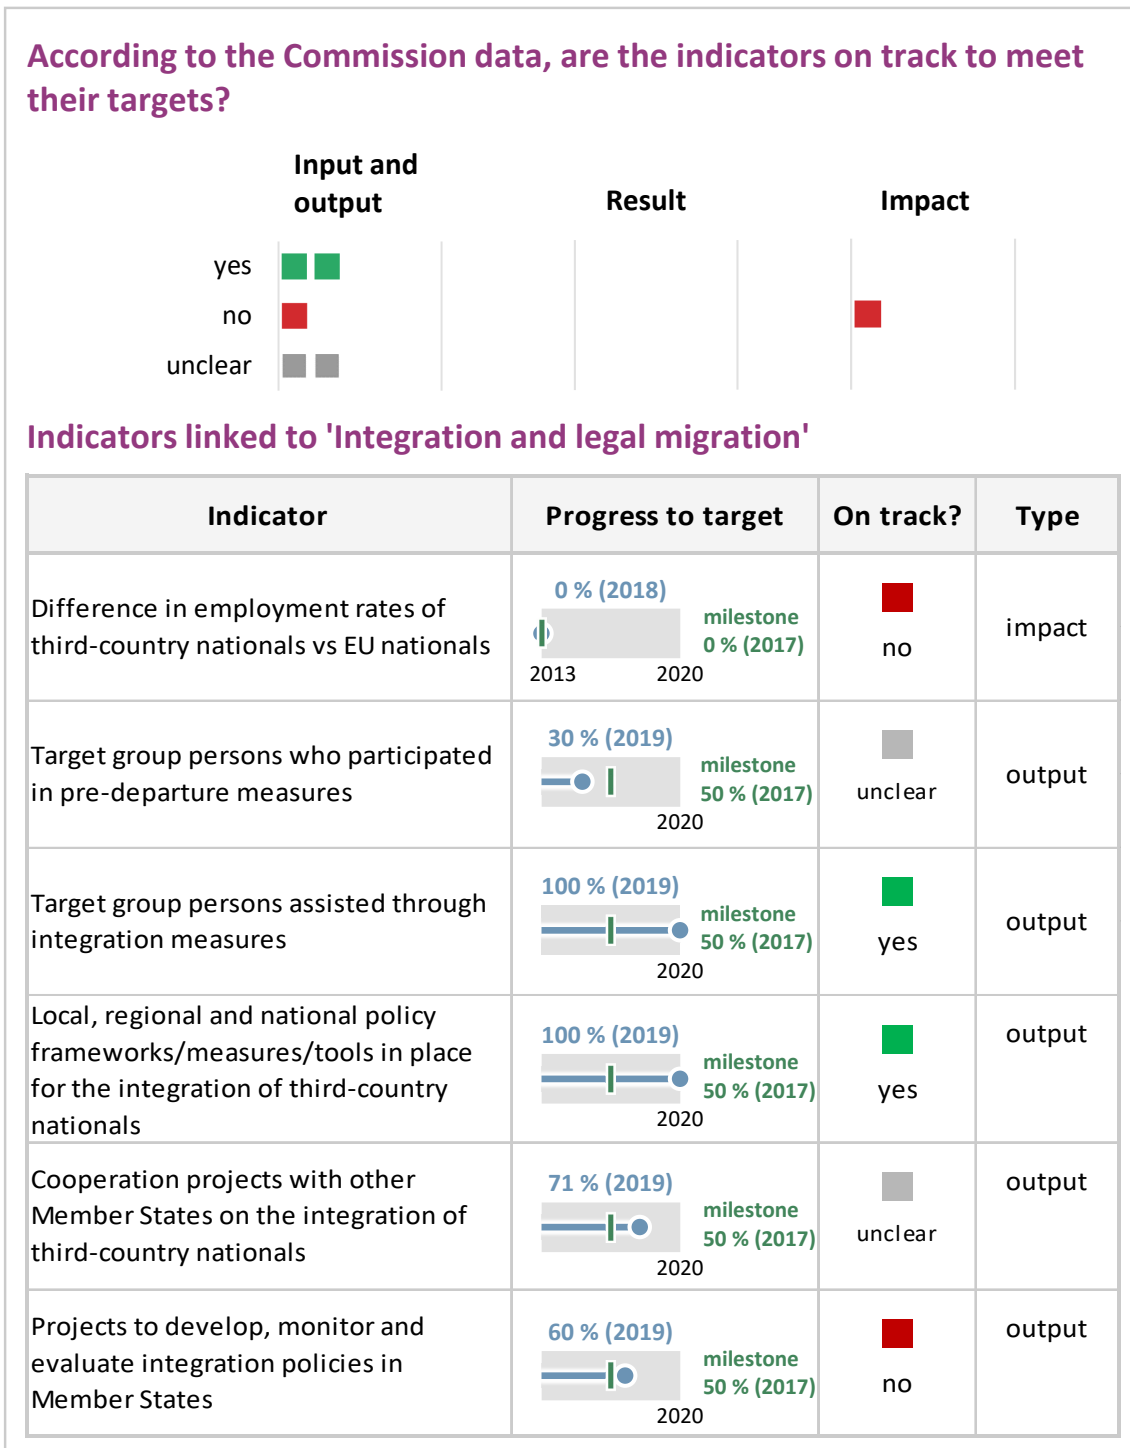 According to the Commission data, are the indicators on track to meet
their targets?
Input and
output
Result
Impact
yes
no
unclear
Indicators linked to 'Integration and legal migration'
Indicator
Progress to target
On track?
Type
Difference in employment rates of
third-country nationals vs EU nationals
0 % (2018)
milestone
0 % (2017)
2013
2020
no
impact
Target group persons who participated
in pre-departure measures
30 % (2019)
milestone
50 % (2017)
2020
unclear
output
Target group persons assisted through
integration measures
100 % (2019)
milestone
50 % (2017)
2020
yes
output
Local, regional and national policy
frameworks/measures/tools in place
for the integration of third-country
nationals
100 % (2019)
milestone
50 % (2017)
2020
yes
output
Cooperation projects with other
Member States on the integration of
third-country nationals
71 % (2019)
milestone
50 % (2017)
2020
unclear
output
Projects to develop, monitor and
evaluate integration policies in
Member States
60 % (2019)
milestone
50 % (2017)
2020
no
output